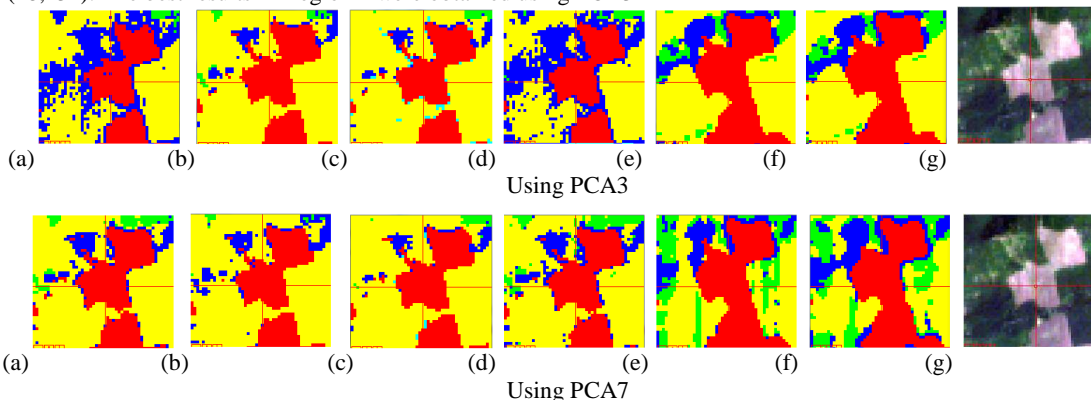 (a) (b) (c) (d) (e) (f) (g)
Using PCA3
(a) (b) (c) (d) (e) (f) (g)
Using PCA7